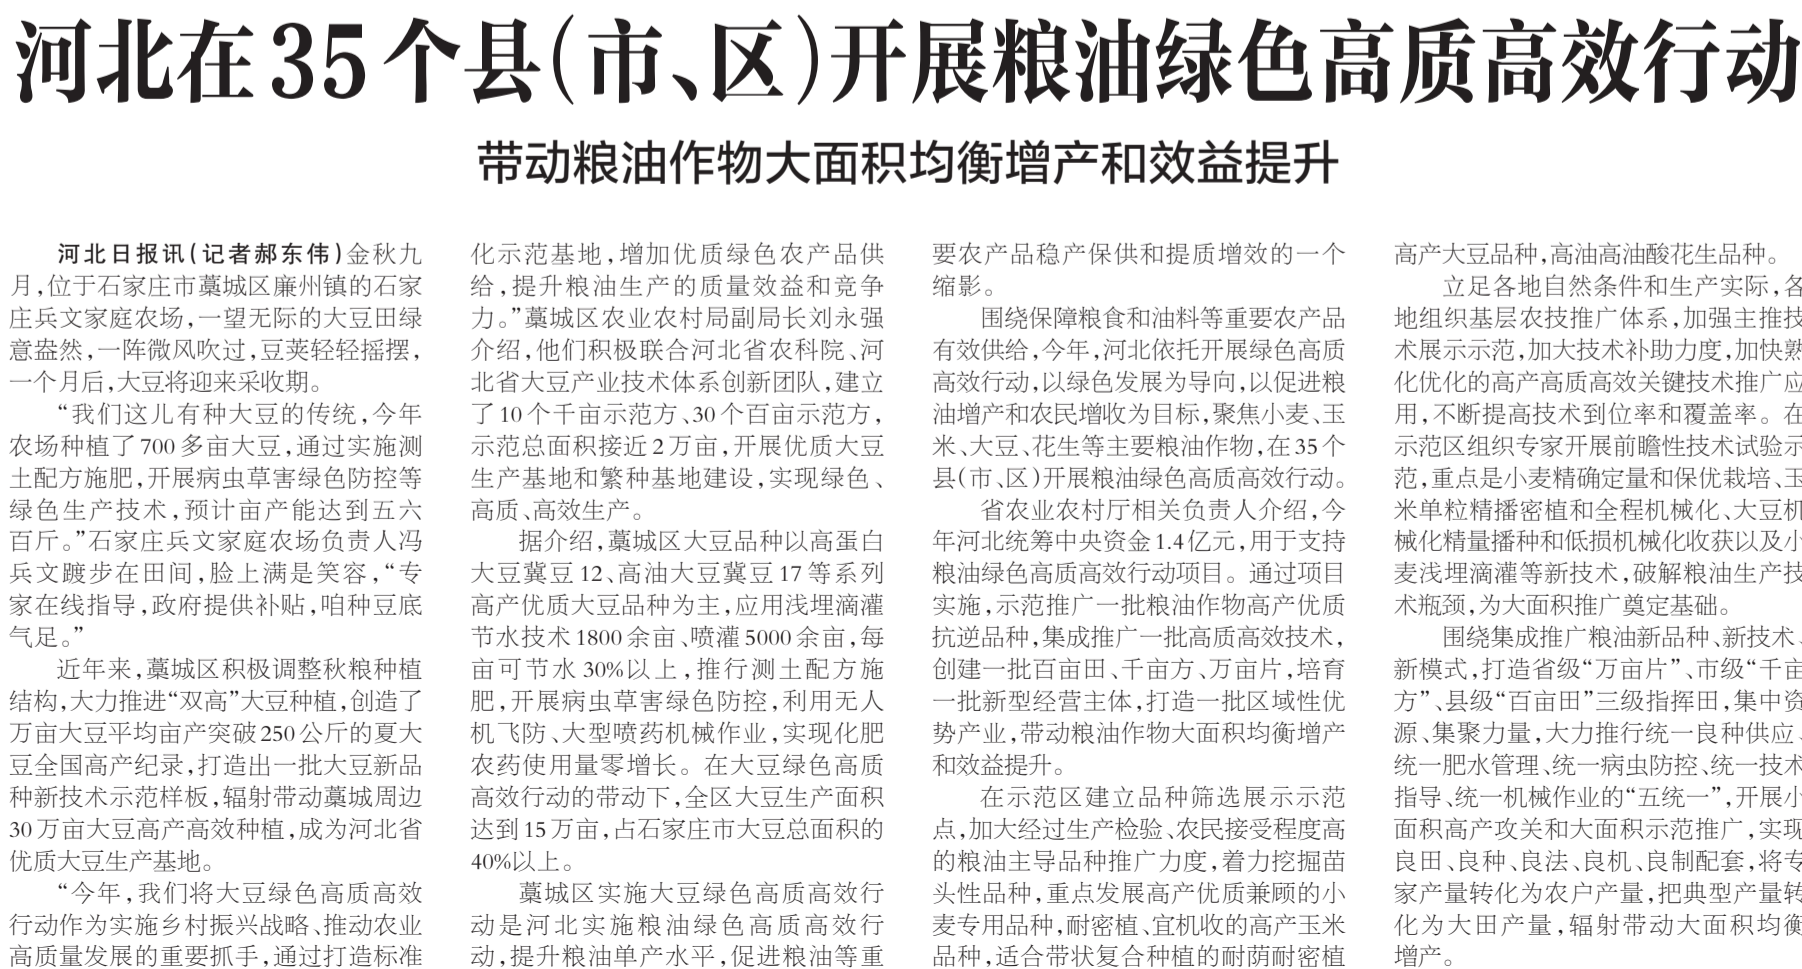 河北在35个县(市、区)开展粮油绿色高质高效行动
带动粮油作物大面积均衡增产和效益提升
河北日报讯(记者郝东伟)金秋九
月,位于石家庄市藁城区廉州镇的石家
庄兵文家庭农场,一望无际的大豆田绿
意盎然,一阵微风吹过,豆荚轻轻摇摆,
一个月后,大豆将迎来采收期。
“我们这儿有种大豆的传统,今年
农场种植了700多亩大豆,通过实施测
土配方施肥,开展病虫草害绿色防控等
绿色生产技术,预计亩产能达到五六
百斤。”石家庄兵文家庭农场负责人冯
兵文踱步在田间,脸上满是笑容,“专
家在线指导,政府提供补贴,咱种豆底
气足。”
近年来,藁城区积极调整秋粮种植
结构,大力推进“双高”大豆种植,创造了
万亩大豆平均亩产突破250公斤的夏大
豆全国高产纪录,打造出一批大豆新品
种新技术示范样板,辐射带动藁城周边
30万亩大豆高产高效种植,成为河北省
优质大豆生产基地。
“今年,我们将大豆绿色高质高效
行动作为实施乡村振兴战略、推动农业
高质量发展的重要抓手,通过打造标准
化示范基地,增加优质绿色农产品供
给,提升粮油生产的质量效益和竞争
力。”藁城区农业农村局副局长刘永强
介绍,他们积极联合河北省农科院、河
北省大豆产业技术体系创新团队,建立
了10个千亩示范方、30个百亩示范方,
示范总面积接近2万亩,开展优质大豆
生产基地和繁种基地建设,实现绿色、
高质、高效生产。
据介绍,藁城区大豆品种以高蛋白
大豆冀豆12、高油大豆冀豆17等系列
高产优质大豆品种为主,应用浅埋滴灌
节水技术1800余亩、喷灌5000余亩,每
亩可节水30%以上,推行测土配方施
肥,开展病虫草害绿色防控,利用无人
机飞防、大型喷药机械作业,实现化肥
农药使用量零增长。在大豆绿色高质
高效行动的带动下,全区大豆生产面积
达到15万亩,占石家庄市大豆总面积的
40%以上。
藁城区实施大豆绿色高质高效行
动是河北实施粮油绿色高质高效行
动,提升粮油单产水平,促进粮油等重
要农产品稳产保供和提质增效的一个
缩影。
围绕保障粮食和油料等重要农产品
有效供给,今年,河北依托开展绿色高质
高效行动,以绿色发展为导向,以促进粮
油增产和农民增收为目标,聚焦小麦、玉
米、大豆、花生等主要粮油作物,在35个
县(市、区)开展粮油绿色高质高效行动。
省农业农村厅相关负责人介绍,今
年河北统筹中央资金1.4亿元,用于支持
粮油绿色高质高效行动项目。通过项目
实施,示范推广一批粮油作物高产优质
抗逆品种,集成推广一批高质高效技术,
创建一批百亩田、千亩方、万亩片,培育
一批新型经营主体,打造一批区域性优
势产业,带动粮油作物大面积均衡增产
和效益提升。
在示范区建立品种筛选展示示范
点,加大经过生产检验、农民接受程度高
的粮油主导品种推广力度,着力挖掘苗
头性品种,重点发展高产优质兼顾的小
麦专用品种,耐密植、宜机收的高产玉米
品种,适合带状复合种植的耐荫耐密植
高产大豆品种,高油高油酸花生品种。
立足各地自然条件和生产实际,各
地组织基层农技推广体系,加强主推技
术展示示范,加大技术补助力度,加快熟
化优化的高产高质高效关键技术推广应
用,不断提高技术到位率和覆盖率。在
示范区组织专家开展前瞻性技术试验示
范,重点是小麦精确定量和保优栽培、玉
米单粒精播密植和全程机械化、大豆机
械化精量播种和低损机械化收获以及小
麦浅埋滴灌等新技术,破解粮油生产技
术瓶颈,为大面积推广奠定基础。
围绕集成推广粮油新品种、新技术、
新模式,打造省级“万亩片”、市级“千亩
方”、县级“百亩田”三级指挥田,集中资
源、集聚力量,大力推行统一良种供应、
统一肥水管理、统一病虫防控、统一技术
指导、统一机械作业的“五统一”,开展小
面积高产攻关和大面积示范推广,实现
良田、良种、良法、良机、良制配套,将专
家产量转化为农户产量,把典型产量转
化为大田产量,辐射带动大面积均衡
增产。